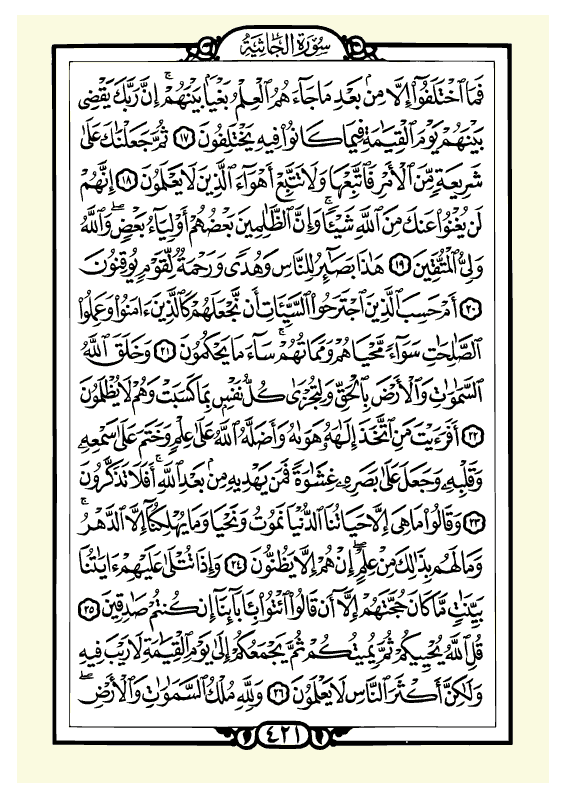 سورة الجاثية
فَمَا ٱخْتَلَفُوٓا۟ إِلَّا مِنۢ بَعْدِ مَا جَآءَهُمُ ٱلْعِلْمُ بَغْيًۢا بَيْنَهُمْ ۚ إِنَّ رَبَّكَ يَقْضِى
بَيْنَهُمْ يَوْمَ ٱلْقِيَـٰمَةِ فِيمَا كَانُوا۟ فِيهِ يَخْتَلِفُونَ ١٧ ثُمَّ جَعَلْنَـٰكَ عَلَىٰ
شَرِيعَةٍ مِّنَ ٱلْأَمْرِ فَٱتَّبِعْهَا وَلَا تَتَّبِعْ أَهْوَآءَ ٱلَّذِينَ لَا يَعْلَمُونَ ١٨ إِنَّهُمْ
لَن يُغْنُوا۟ عَنكَ مِنَ ٱللَّهِ شَيْـًٔا ۚ وَإِنَّ ٱلظَّـٰلِمِينَ بَعْضُهُمْ أَوْلِيَآءُ بَعْضٍ ۖ وَٱللَّهُ
وَلِىُّ ٱلْمُتَّقِينَ ١٩ هَـٰذَا بَصَـٰٓئِرُ لِلنَّاسِ وَهُدًى وَرَحْمَةٌ لِّقَوْمٍ يُوقِنُونَ
٢٠ أَمْ حَسِبَ ٱلَّذِينَ ٱجْتَرَحُوا۟ ٱلسَّيِّـَٔاتِ أَن نَّجْعَلَهُمْ كَٱلَّذِينَ ءَامَنُوا۟ وَعَمِلُوا۟
ٱلصَّـٰلِحَـٰتِ سَوَآءً مَّحْيَاهُمْ وَمَمَاتُهُمْ ۚ سَآءَ مَا يَحْكُمُونَ ٢١ وَخَلَقَ ٱللَّهُ
ٱلسَّمَـٰوَٰتِ وَٱلْأَرْضَ بِٱلْحَقِّ وَلِتُجْزَىٰ كُلُّ نَفْسٍۭ بِمَا كَسَبَتْ وَهُمْ لَا يُظْلَمُونَ
٢٢ أَفَرَءَيْتَ مَنِ ٱتَّخَذَ إِلَـٰهَهُۥ هَوَىٰهُ وَأَضَلَّهُ ٱللَّهُ عَلَىٰ عِلْمٍ وَخَتَمَ عَلَىٰ سَمْعِهِۦ
وَقَلْبِهِۦ وَجَعَلَ عَلَىٰ بَصَرِهِۦ غِشَـٰوَةً فَمَن يَهْدِيهِ مِنۢ بَعْدِ ٱللَّهِ ۚ أَفَلَا تَذَكَّرُونَ
٢٣ وَقَالُوا۟ مَا هِىَ إِلَّا حَيَاتُنَا ٱلدُّنْيَا نَمُوتُ وَنَحْيَا وَمَا يُهْلِكُنَآ إِلَّا ٱلدَّهْرُ ۚ
وَمَا لَهُم بِذَٰلِكَ مِنْ عِلْمٍ ۖ إِنْ هُمْ إِلَّا يَظُنُّونَ ٢٤ وَإِذَا تُتْلَىٰ عَلَيْهِمْ ءَايَـٰتُنَا
بَيِّنَـٰتٍ مَّا كَانَ حُجَّتَهُمْ إِلَّآ أَن قَالُوا۟ ٱئْتُوا۟ بِـَٔابَآئِنَآ إِن كُنتُمْ صَـٰدِقِينَ ٢٥
قُلِ ٱللَّهُ يُحْيِيكُمْ ثُمَّ يُمِيتُكُمْ ثُمَّ يَجْمَعُكُمْ إِلَىٰ يَوْمِ ٱلْقِيَـٰمَةِ لَا رَيْبَ فِيهِ
وَلَـٰكِنَّ أَكْثَرَ ٱلنَّاسِ لَا يَعْلَمُونَ ٢٦ وَلِلَّهِ مُلْكُ ٱلسَّمَـٰوَٰتِ وَٱلْأَرْضِ ۚ
٤٢١